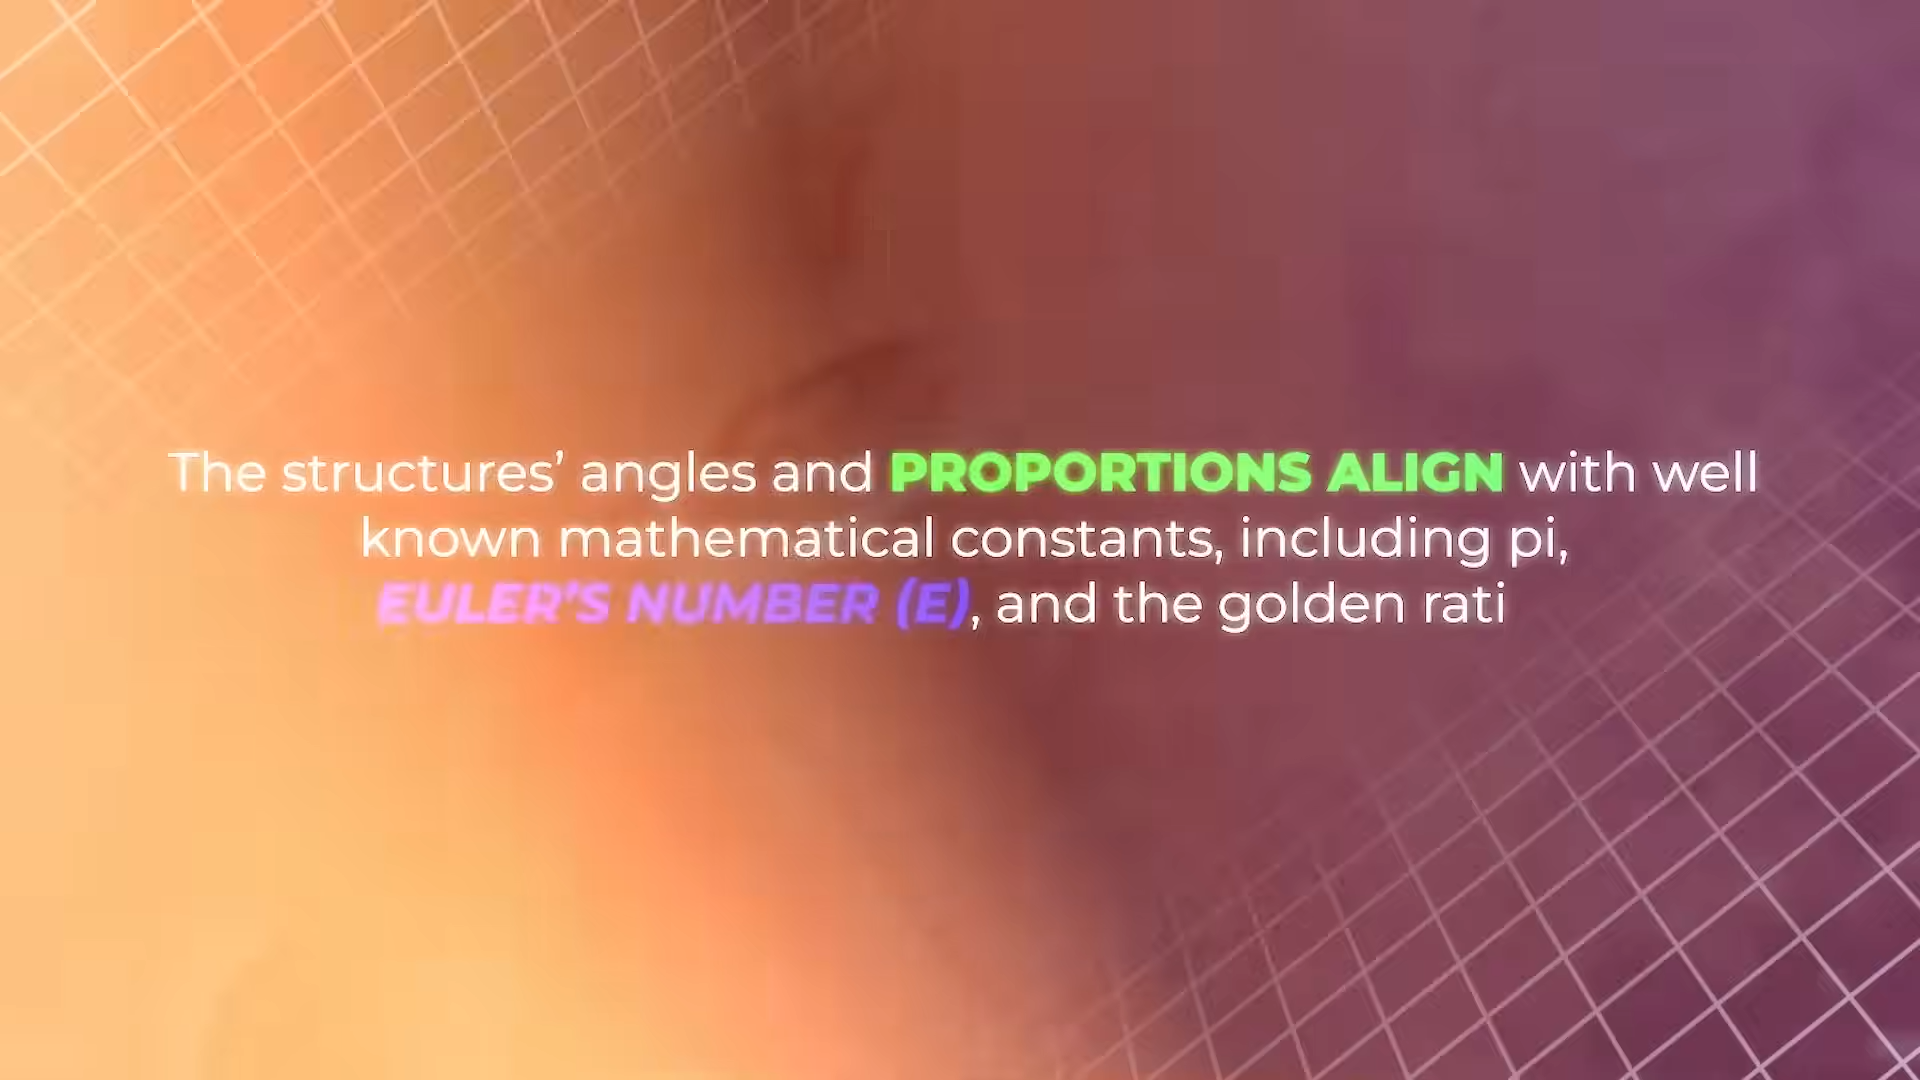 The structures’ angles and PROPORTIONS ALIGN with well
known mathematical constants, including pi,
EULER’S NUMBER (E), and the golden rati